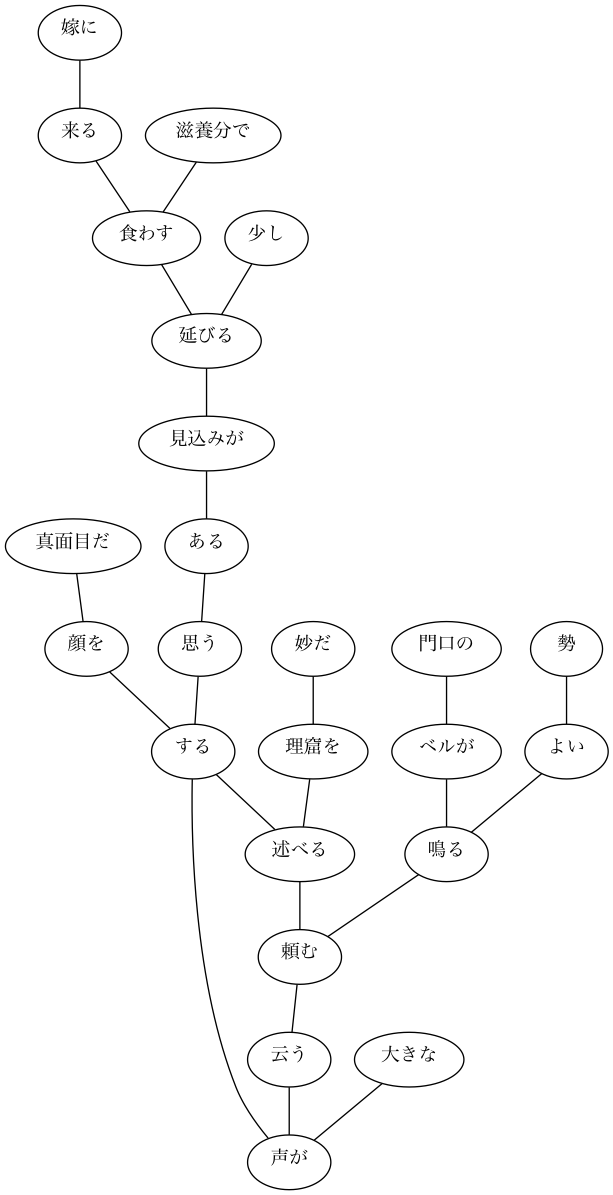 嫁に
来る
滋養分で
食わす
少し
延びる
見込みが
真面目だ
ある
顔を
思う
妙だ
門口の
勢
する
理窟を
ベルが
よい
述べる
鳴る
頼む
云う
大きな
声が